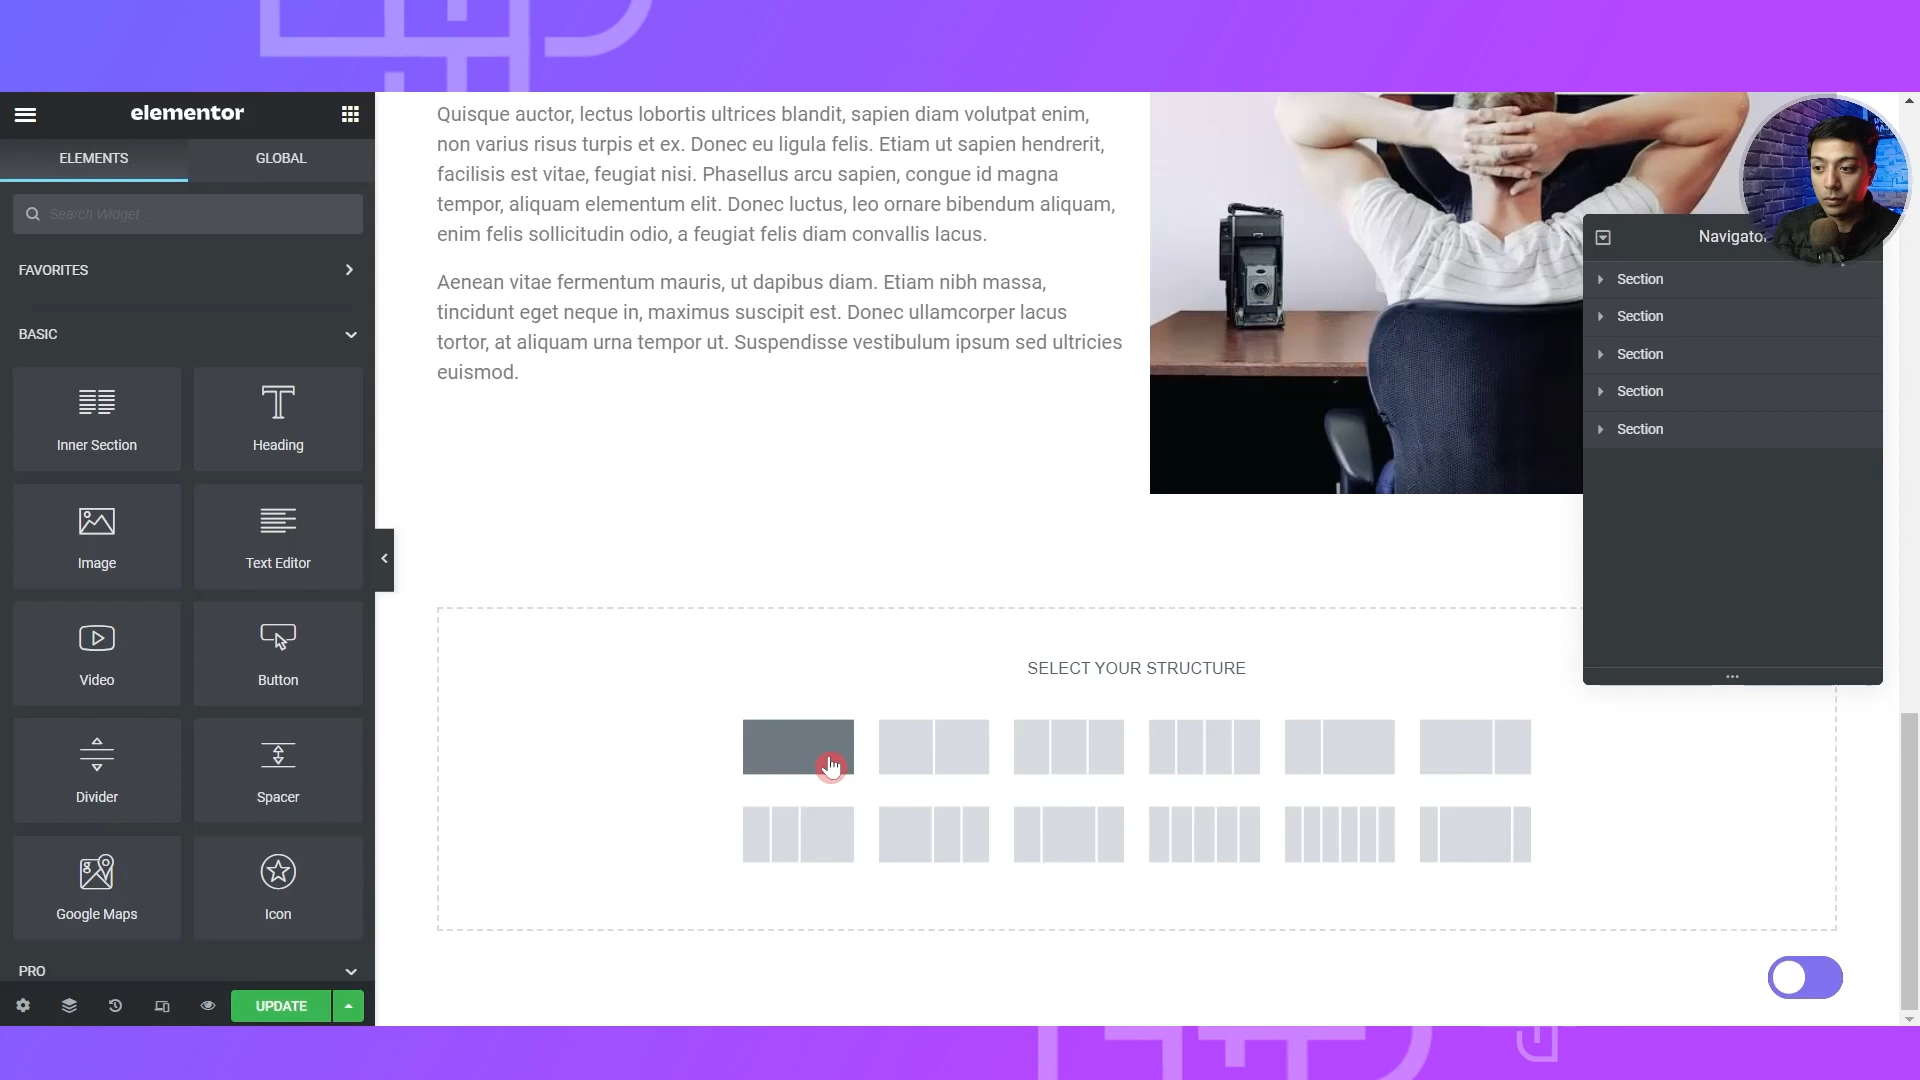 elementor
ELEMENTS
GLOBAL
Search Widget
FAVORITES
BASIC
Inner Section
Heading
Image
Text Editor
Video
Button
Divider
Spacer
Google Maps
Icon
PRO
UPDATE
Quisque auctor, lectus lobortis ultrices blandit, sapien diam volutpat enim,
non varius risus turpis et ex. Donec eu ligula felis. Etiam ut sapien hendrerit,
facilisis est vitae, feugiat nisi. Phasellus arcu sapien, congue id magna
tempor, aliquam elementum elit. Donec luctus, leo ornare bibendum aliquam,
enim felis sollicitudin odio, a feugiat felis diam convallis lacus.
Aenean vitae fermentum mauris, ut dapibus diam. Etiam nibh massa,
tincidunt eget neque in, maximus suscipit est. Donec ullamcorper lacus
tortor, at aliquam urna tempor ut. Suspendisse vestibulum ipsum sed ultricies
euismod.
SELECT YOUR STRUCTURE
Navigator
Section
Section
Section
Section
Section